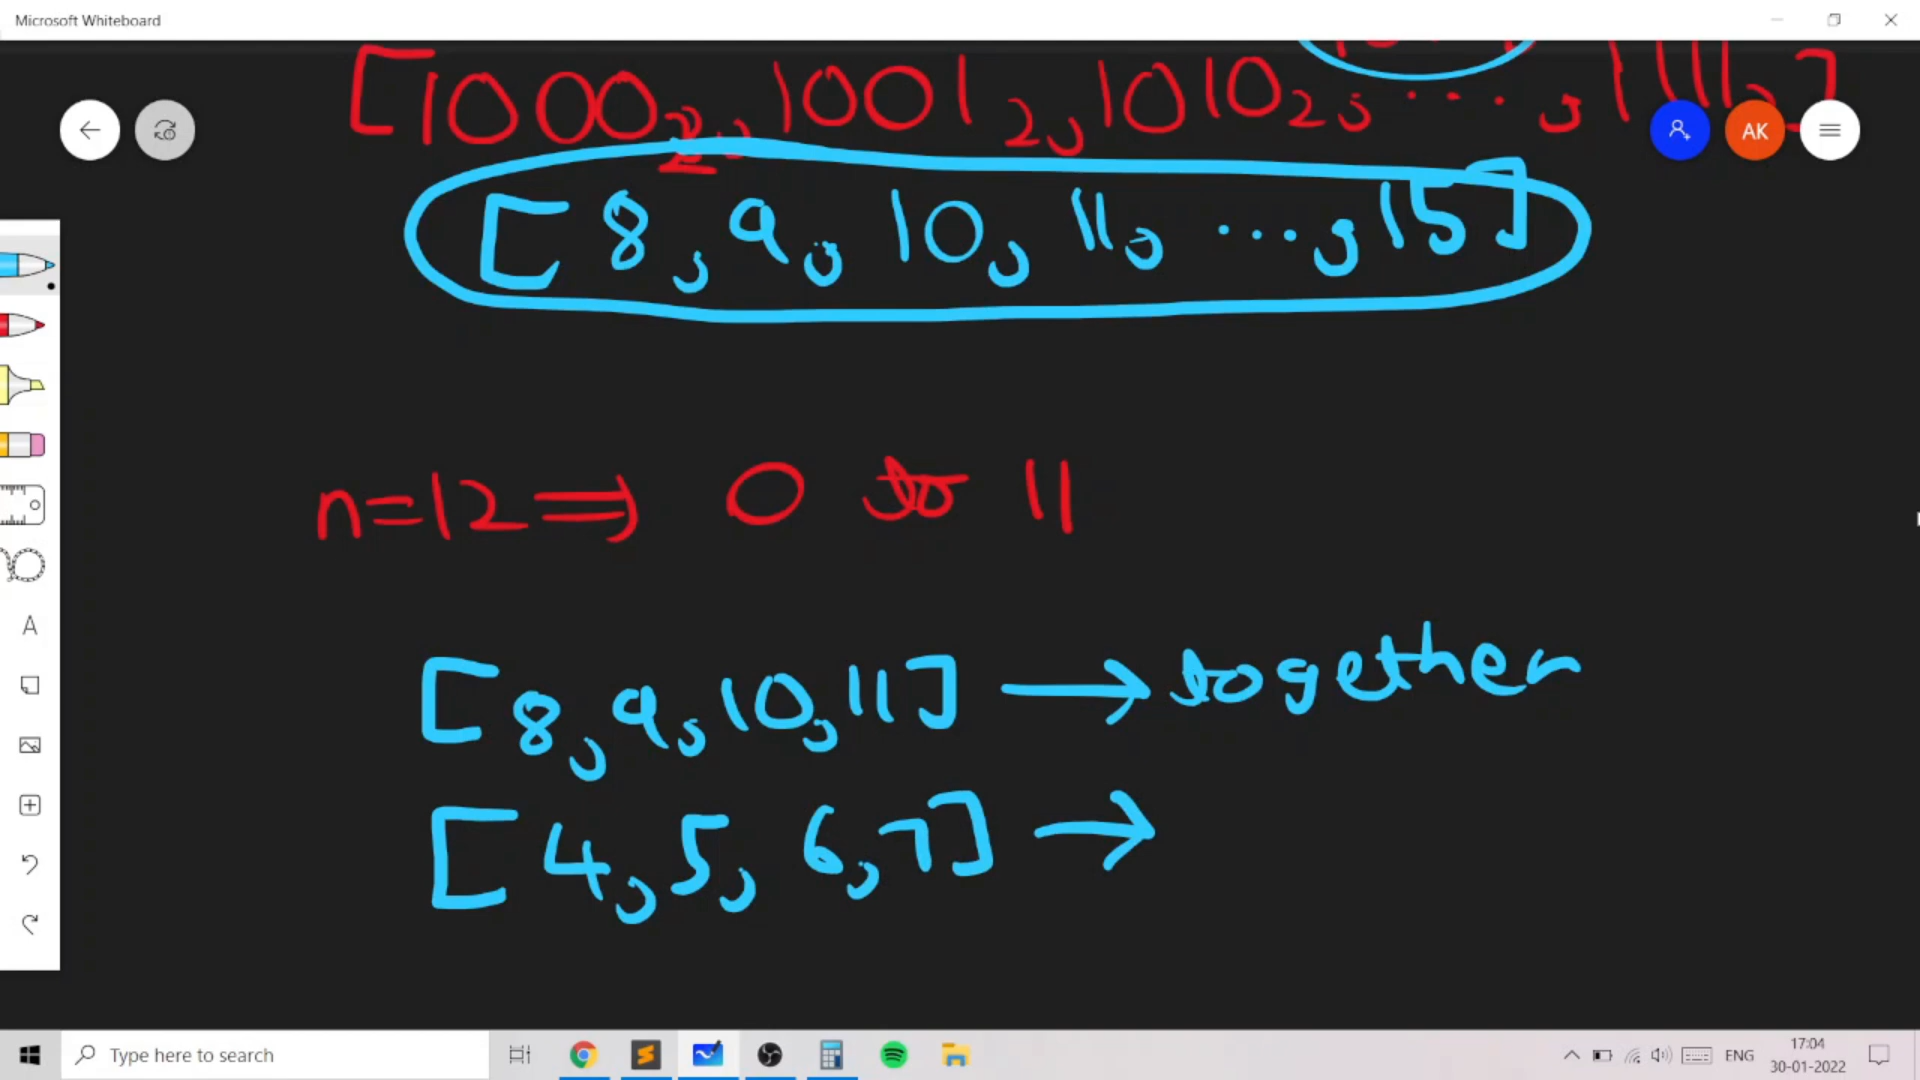 Microsoft Whiteboard
[1000₂, 1001₂, 1010₂, ..., 1111₂]
AK
[8, 9, 10, 11, ..., 15]
n=12 ⇒ 0 to 11
[8, 9, 10, 11] → together
[4, 5, 6, 7] →
A
Type here to search
ENG
17:04
30-01-2022